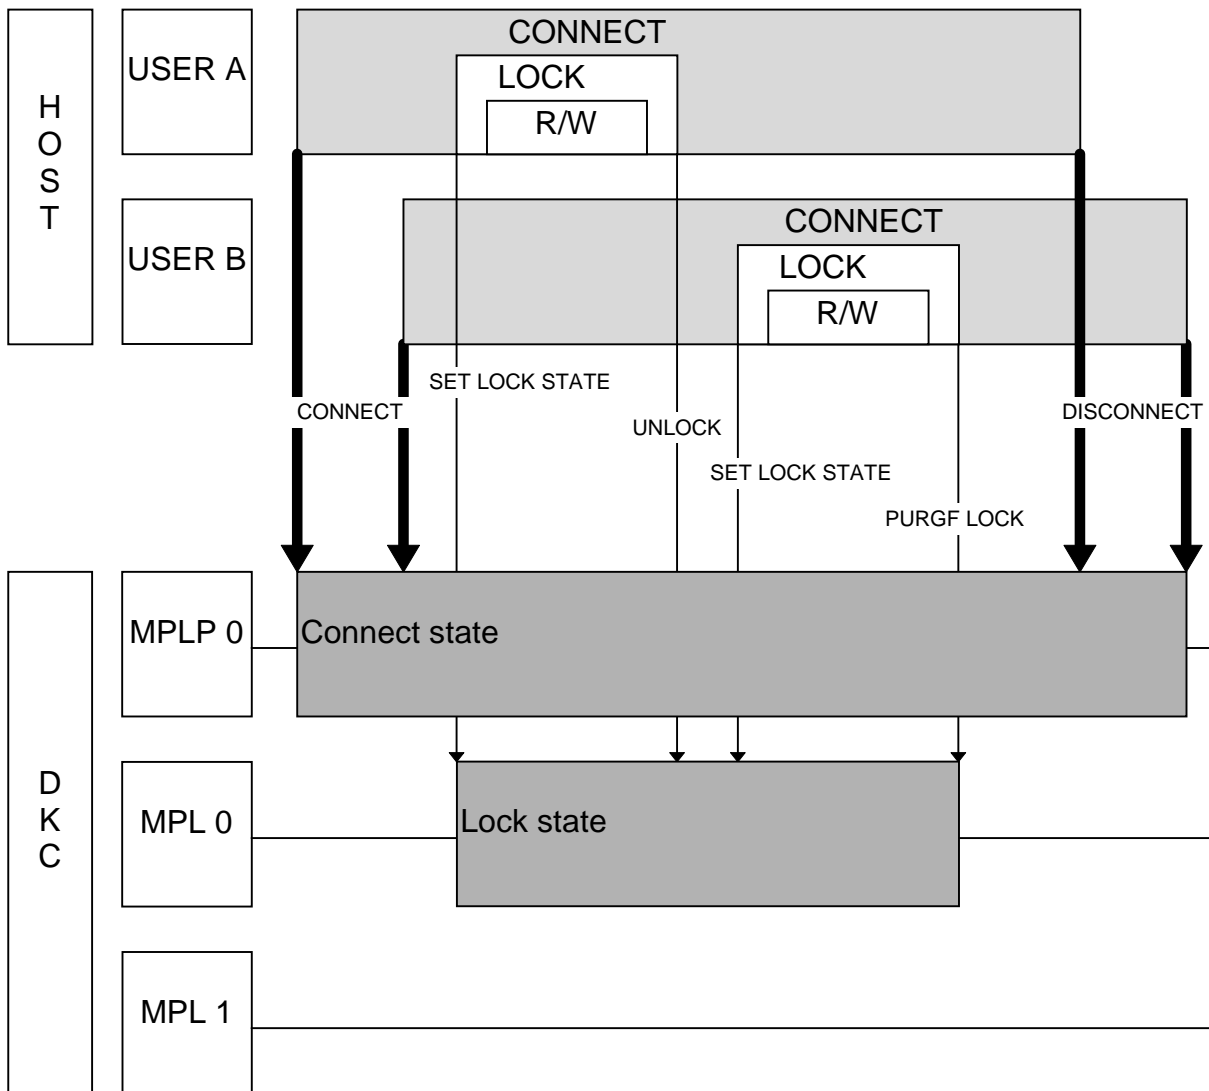 H
O
S
T
USER A
CONNECT
LOCK
R/W
USER B
CONNECT
LOCK
R/W
SET LOCK STATE
CONNECT
DISCONNECT
UNLOCK
SET LOCK STATE
PURGF LOCK
D
K
C
MPLP 0
Connect state
MPL 0
Lock state
MPL 1